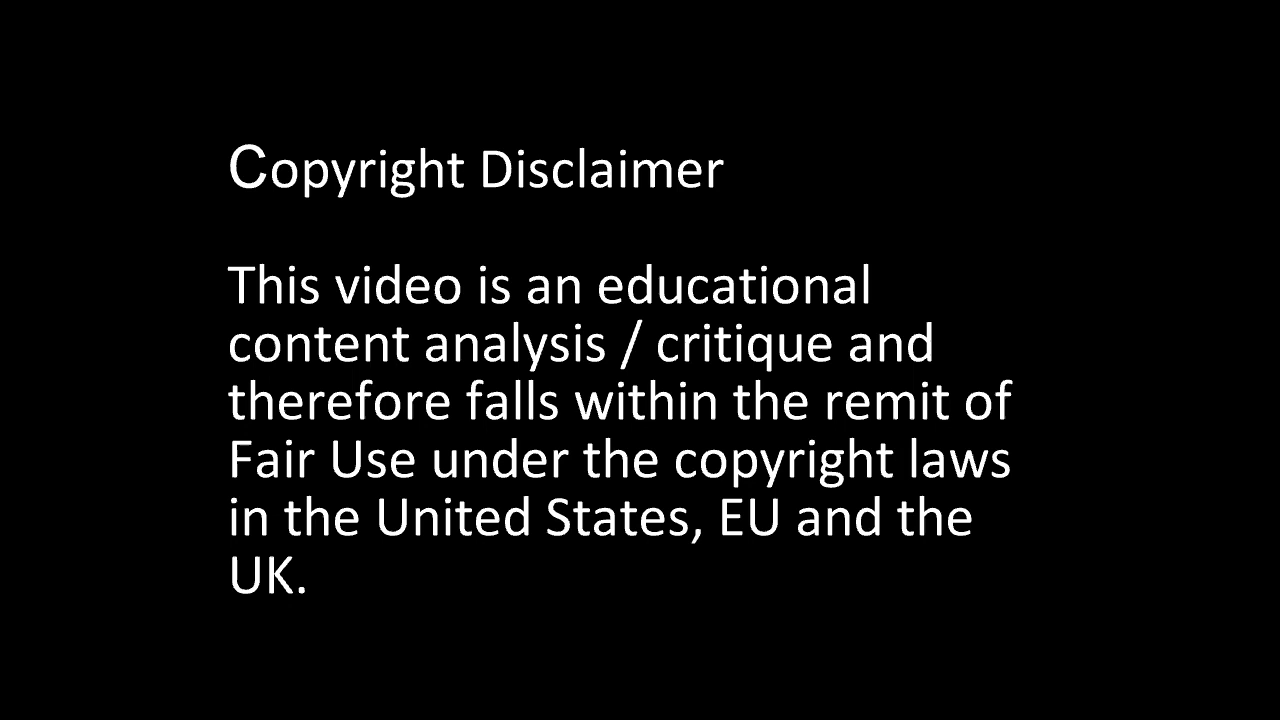 Copyright Disclaimer
This video is an educational
content analysis / critique and
therefore falls within the remit of
Fair Use under the copyright laws
in the United States, EU and the
UK.